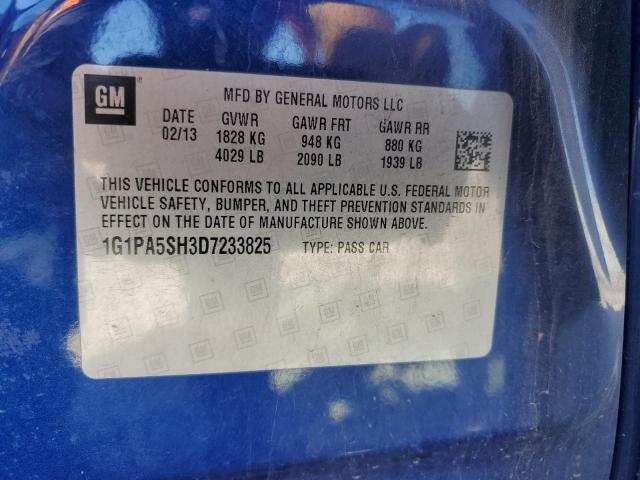 GM
MFD BY GENERAL MOTORS LLC
DATE GVWR GAWR FRT GAWR RR
02/13 1828 KG 948 KG 880 KG
4029 LB 2090 LB 1939 LB
THIS VEHICLE CONFORMS TO ALL APPLICABLE U.S. FEDERAL MOTOR
VEHICLE SAFETY, BUMPER, AND THEFT PREVENTION STANDARDS IN
EFFECT ON THE DATE OF MANUFACTURE SHOWN ABOVE.
1G1PA5SH3D7233825 TYPE: PASS CAR